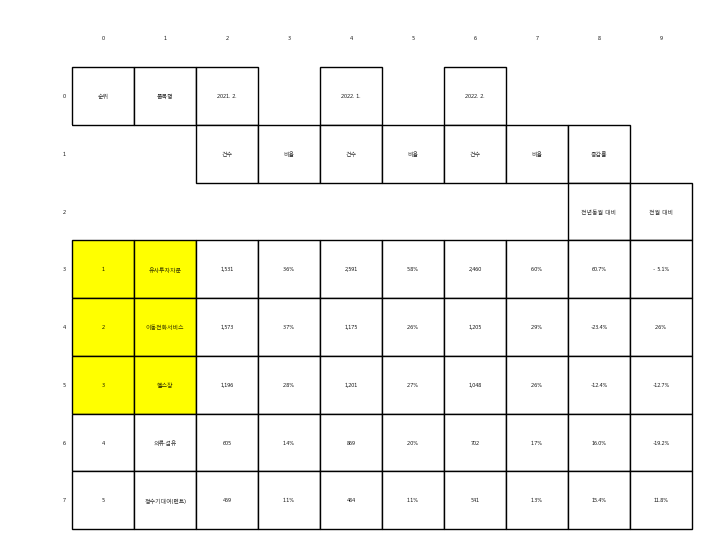 0 1 2 3 4 5 6 7 8 9
0 순위 품목명 2021. 2. 2022. 1. 2022. 2.
1 건수 비율 건수 비율 건수 비율 증감률
2 전년동월 대비 전월 대비
3 1 유사투자자문 1,531 3.6% 2,591 5.8% 2,460 6.0% 60.7% - 5.1%
4 2 이동전화서비스 1,573 3.7% 1,175 2.6% 1,205 2.9% -23.4% 2.6%
5 3 헬스장 1,196 2.8% 1,201 2.7% 1,048 2.6% -12.4% -12.7%
6 4 의류·섬유 605 1.4% 869 2.0% 702 1.7% 16.0% -19.2%
7 5 정수기대여(렌트) 469 1.1% 484 1.1% 541 1.3% 15.4% 11.8%